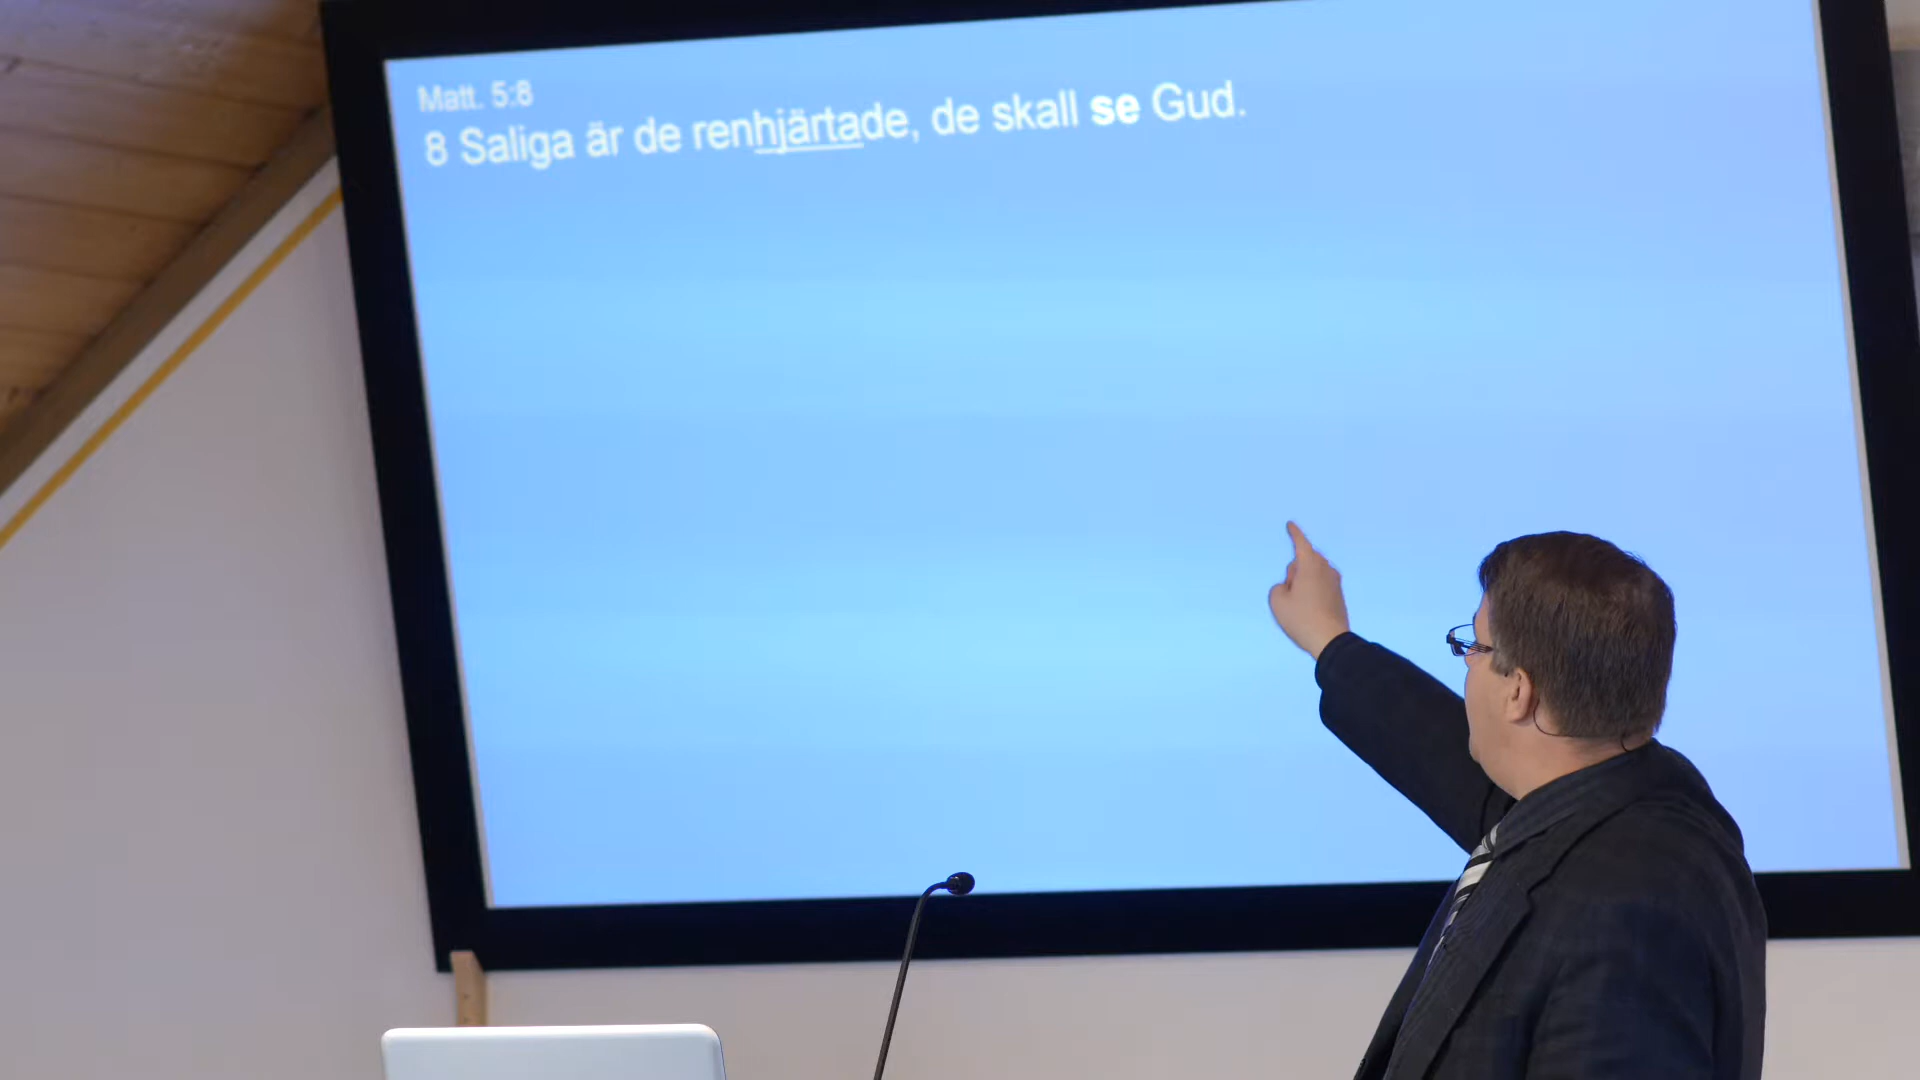 Matt. 5:8
8 Saliga är de renhjärtade, de skall se Gud.